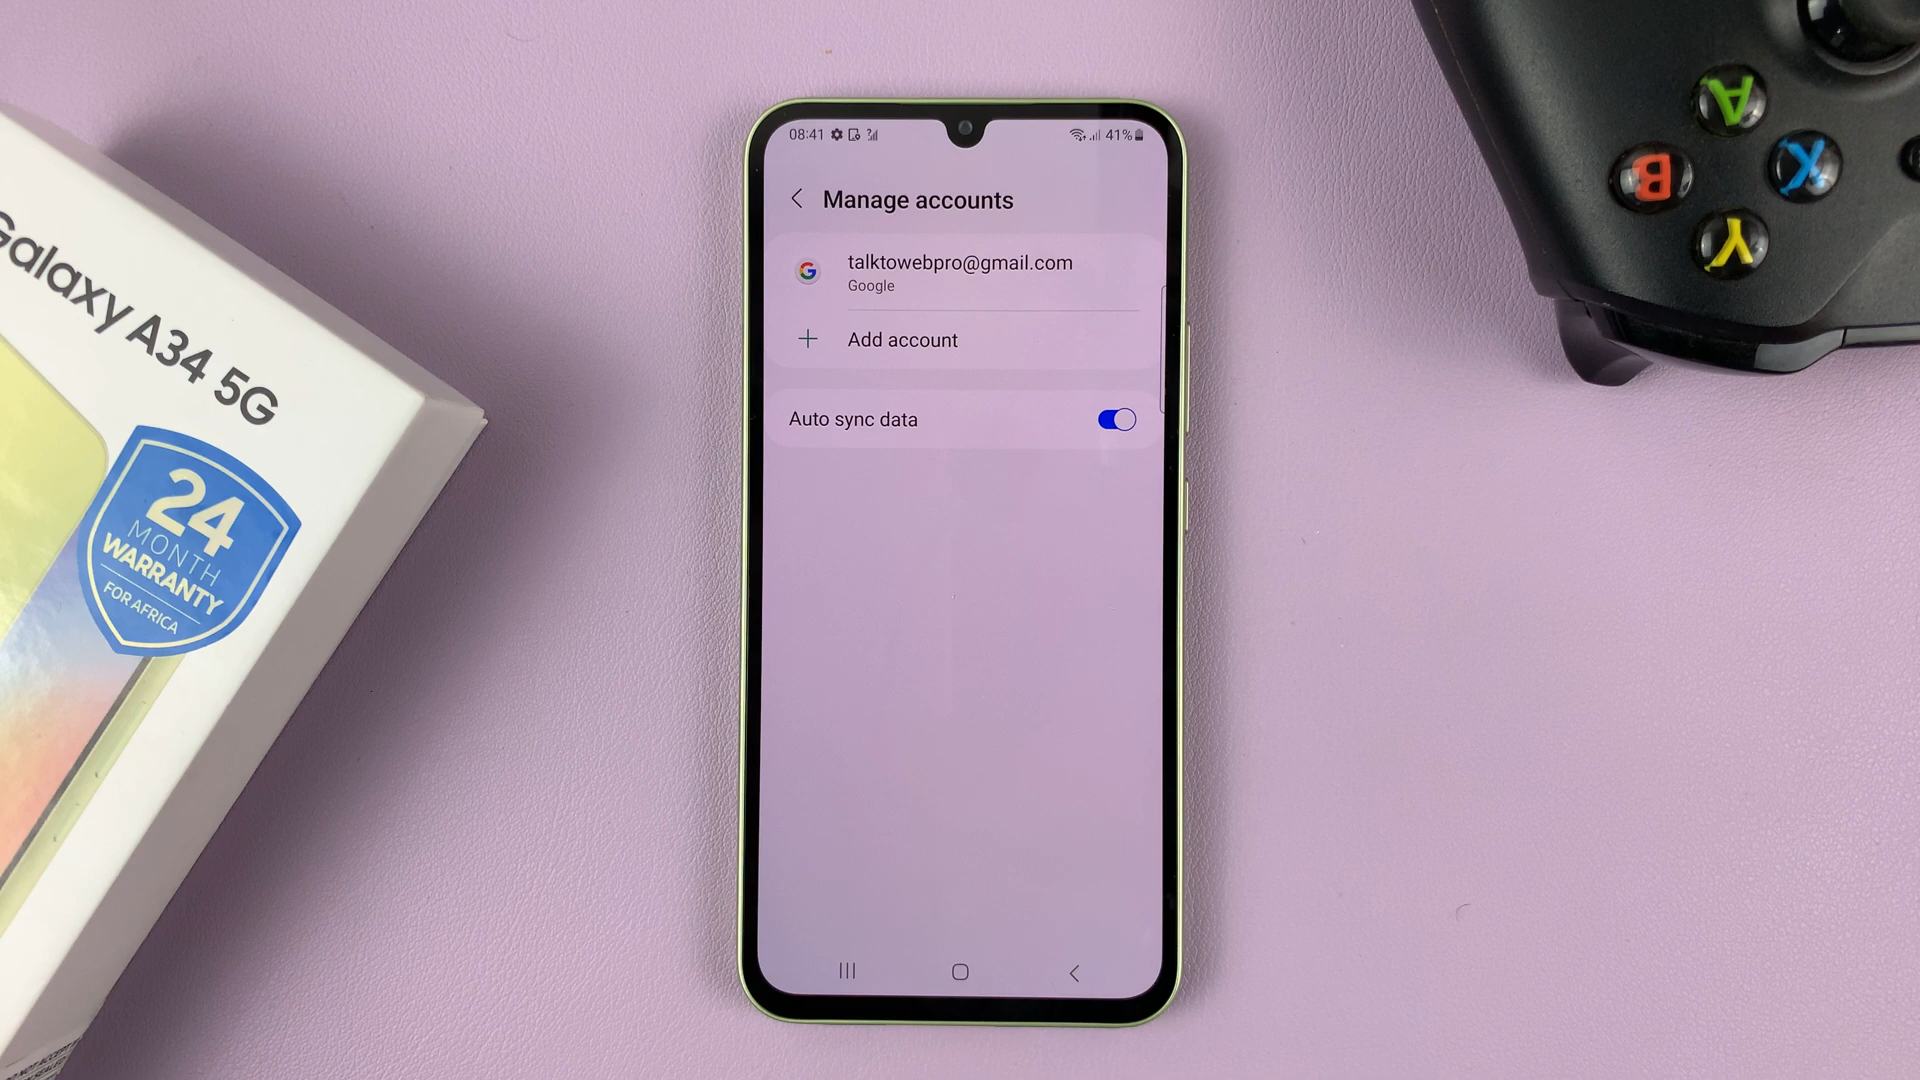 Galaxy A34 5G
24
MONTH
WARRANTY
FOR AFRICA
08:41
41%
Manage accounts
G
talktowebpro@gmail.com
Google
Add account
Auto sync data
A
B
X
Y